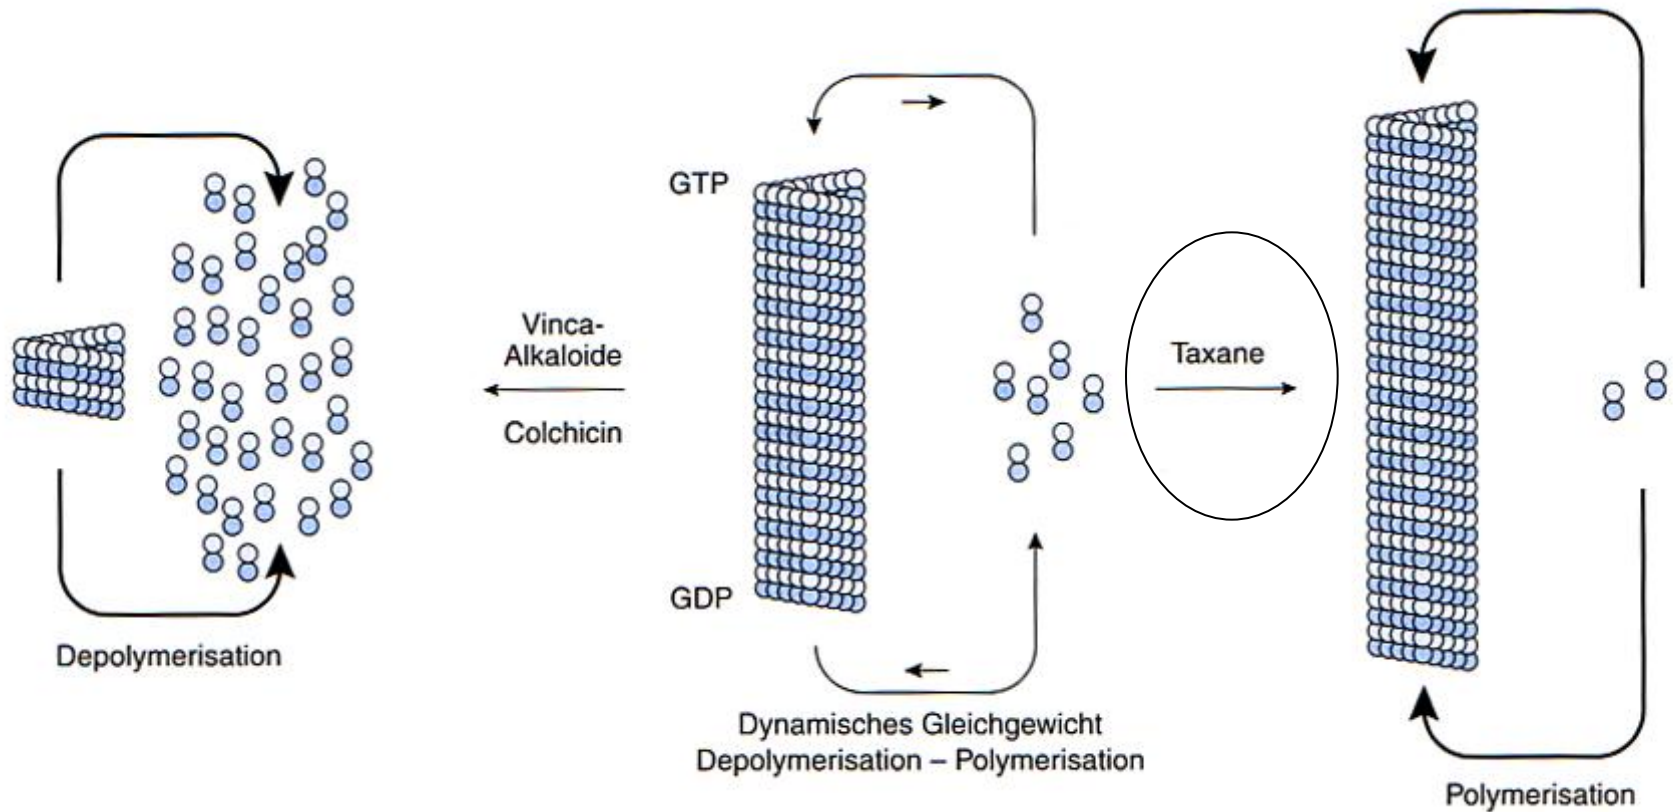 Depolymerisation
Vinca-
Alkaloide
Colchicin
GTP
GDP
Dynamisches Gleichgewicht
Depolymerisation – Polymerisation
Taxane
Polymerisation